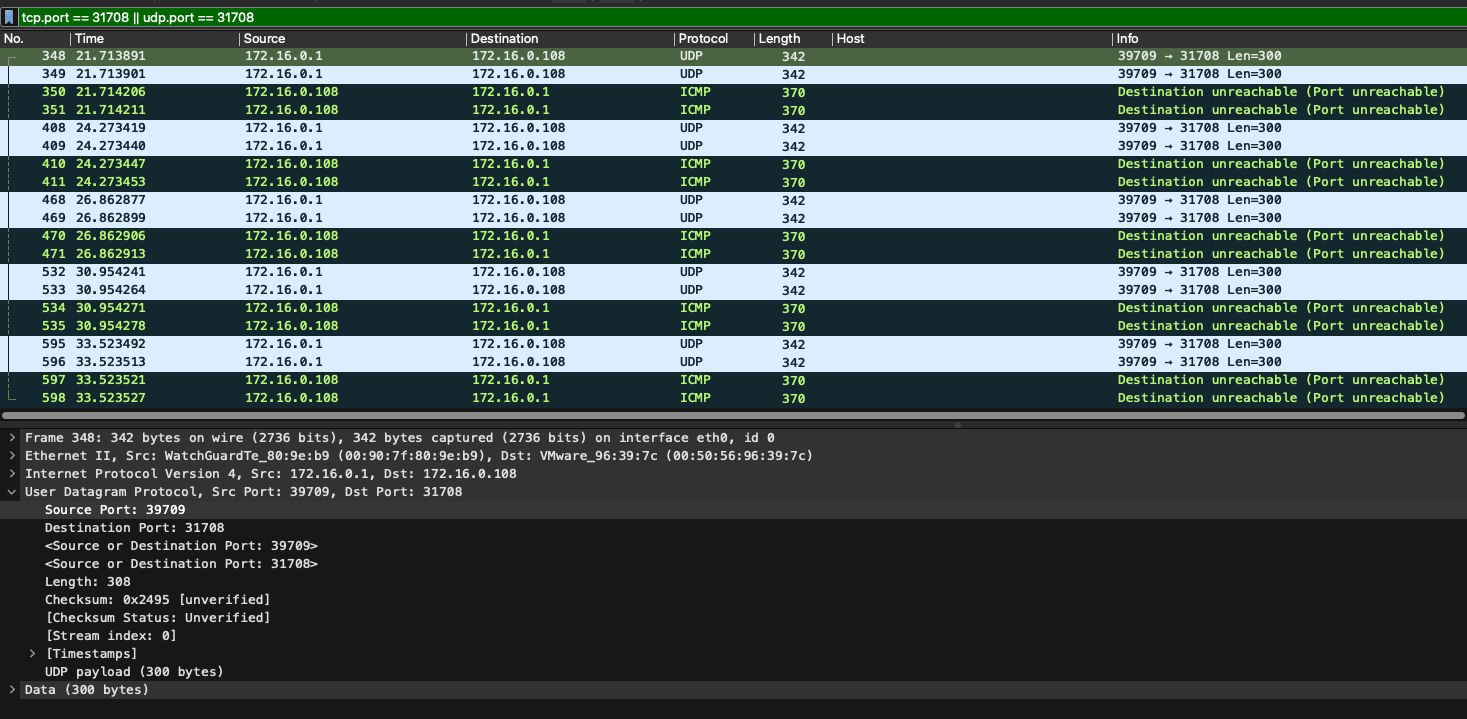 tcp.port == 31708 || udp.port == 31708
No. Time Source Destination Protocol Length Host Info
348 21.713891 172.16.0.1 172.16.0.108 UDP 342 39709 → 31708 Len=300
349 21.713901 172.16.0.1 172.16.0.108 UDP 342 39709 → 31708 Len=300
350 21.714206 172.16.0.108 172.16.0.1 ICMP 370 Destination unreachable (Port unreachable)
351 21.714211 172.16.0.108 172.16.0.1 ICMP 370 Destination unreachable (Port unreachable)
408 24.273419 172.16.0.1 172.16.0.108 UDP 342 39709 → 31708 Len=300
409 24.273440 172.16.0.1 172.16.0.108 UDP 342 39709 → 31708 Len=300
410 24.273447 172.16.0.108 172.16.0.1 ICMP 370 Destination unreachable (Port unreachable)
411 24.273453 172.16.0.108 172.16.0.1 ICMP 370 Destination unreachable (Port unreachable)
468 26.862877 172.16.0.1 172.16.0.108 UDP 342 39709 → 31708 Len=300
469 26.862899 172.16.0.1 172.16.0.108 UDP 342 39709 → 31708 Len=300
470 26.862906 172.16.0.108 172.16.0.1 ICMP 370 Destination unreachable (Port unreachable)
471 26.862913 172.16.0.108 172.16.0.1 ICMP 370 Destination unreachable (Port unreachable)
532 30.954241 172.16.0.1 172.16.0.108 UDP 342 39709 → 31708 Len=300
533 30.954264 172.16.0.1 172.16.0.108 UDP 342 39709 → 31708 Len=300
534 30.954271 172.16.0.108 172.16.0.1 ICMP 370 Destination unreachable (Port unreachable)
535 30.954278 172.16.0.108 172.16.0.1 ICMP 370 Destination unreachable (Port unreachable)
595 33.523492 172.16.0.1 172.16.0.108 UDP 342 39709 → 31708 Len=300
596 33.523513 172.16.0.1 172.16.0.108 UDP 342 39709 → 31708 Len=300
597 33.523521 172.16.0.108 172.16.0.1 ICMP 370 Destination unreachable (Port unreachable)
598 33.523527 172.16.0.108 172.16.0.1 ICMP 370 Destination unreachable (Port unreachable)
Frame 348: 342 bytes on wire (2736 bits), 342 bytes captured (2736 bits) on interface eth0, id 0
Ethernet II, Src: WatchGuardTe_80:9e:b9 (00:90:7f:80:9e:b9), Dst: VMware_96:39:7c (00:50:56:96:39:7c)
Internet Protocol Version 4, Src: 172.16.0.1, Dst: 172.16.0.108
User Datagram Protocol, Src Port: 39709, Dst Port: 31708
Source Port: 39709
Destination Port: 31708
<Source or Destination Port: 39709>
<Source or Destination Port: 31708>
Length: 308
Checksum: 0x2495 [unverified]
[Checksum Status: Unverified]
[Stream index: 0]
[Timestamps]
UDP payload (300 bytes)
Data (300 bytes)